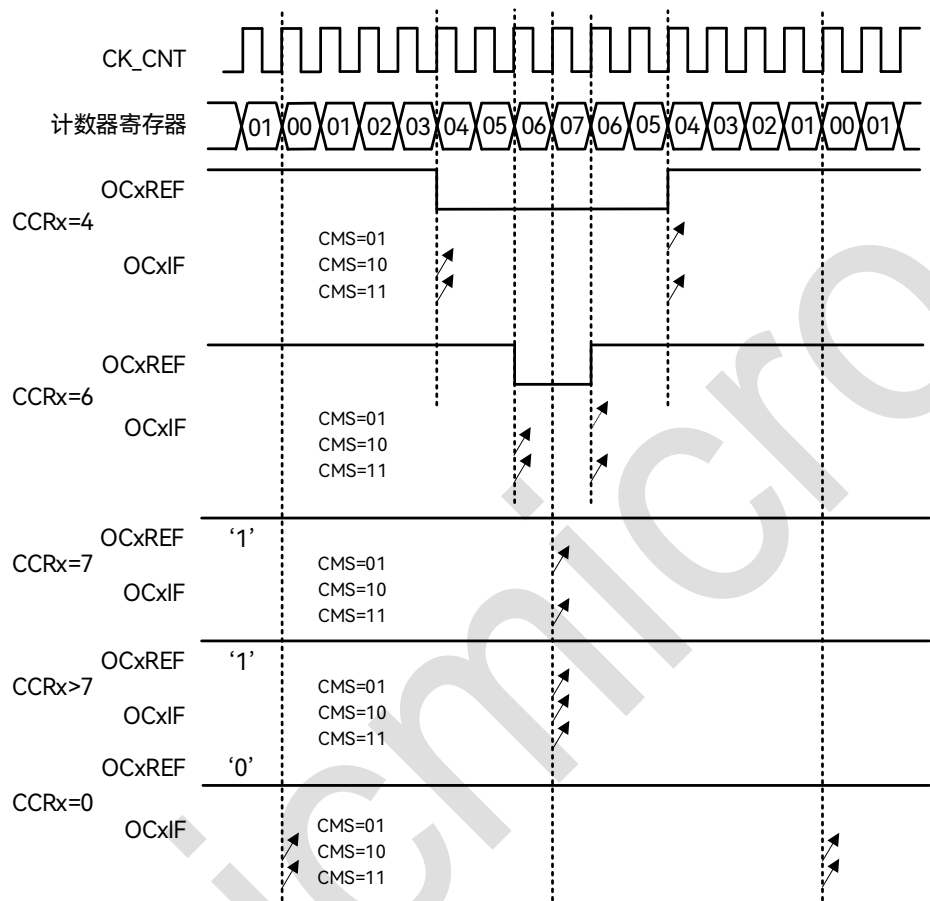 CK_CNT
计数器寄存器 01 00 01 02 03 04 05 06 07 06 05 04 03 02 01 00 01
OCxREF
CCRx=4
OCxIF
CMS=01
CMS=10
CMS=11
OCxREF
CCRx=6
OCxIF
CMS=01
CMS=10
CMS=11
OCxREF ‘1’
CCRx=7
OCxIF
CMS=01
CMS=10
CMS=11
OCxREF ‘1’
CCRx>7
OCxIF
CMS=01
CMS=10
CMS=11
OCxREF ‘0’
CCRx=0
OCxIF
CMS=01
CMS=10
CMS=11
icmicro